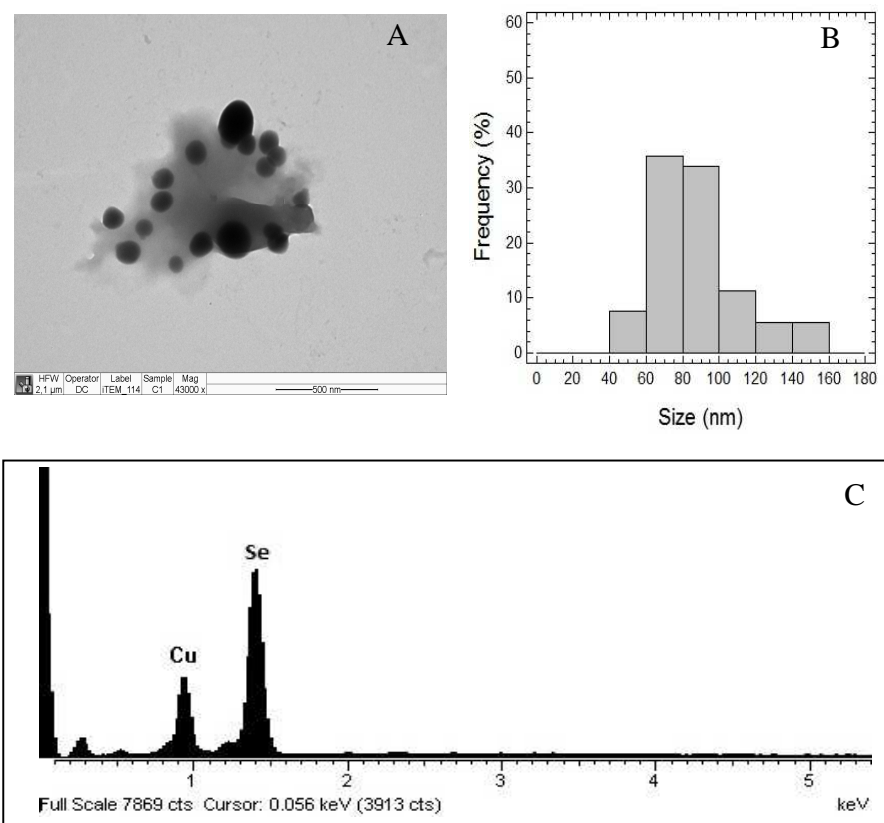 A
HFW Operator Label Sample Mag
2,1 µm DC iTEM_114 C1 43000 x
500 nm
B
Frequency (%)
60
50
40
30
20
10
0
0 20 40 60 80 100 120 140 160 180
Size (nm)
C
Se
Cu
1 2 3 4 5
Full Scale 7869 cts Cursor: 0.056 keV (3913 cts) keV